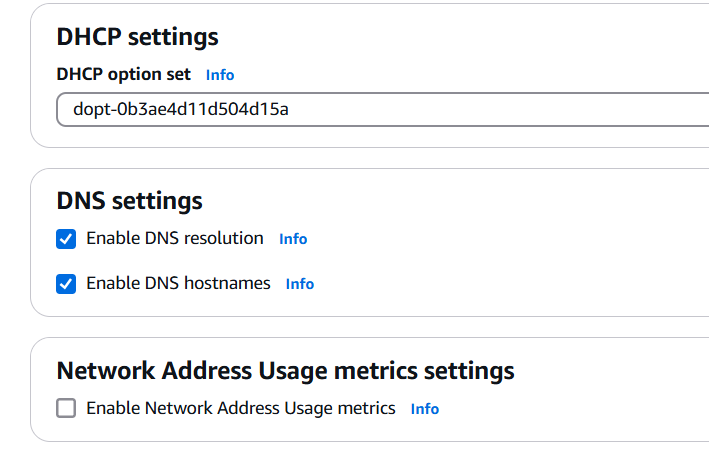 DHCP settings
DHCP option set Info
dopt-0b3ae4d11d504d15a
DNS settings
Enable DNS resolution Info
Enable DNS hostnames Info
Network Address Usage metrics settings
Enable Network Address Usage metrics Info